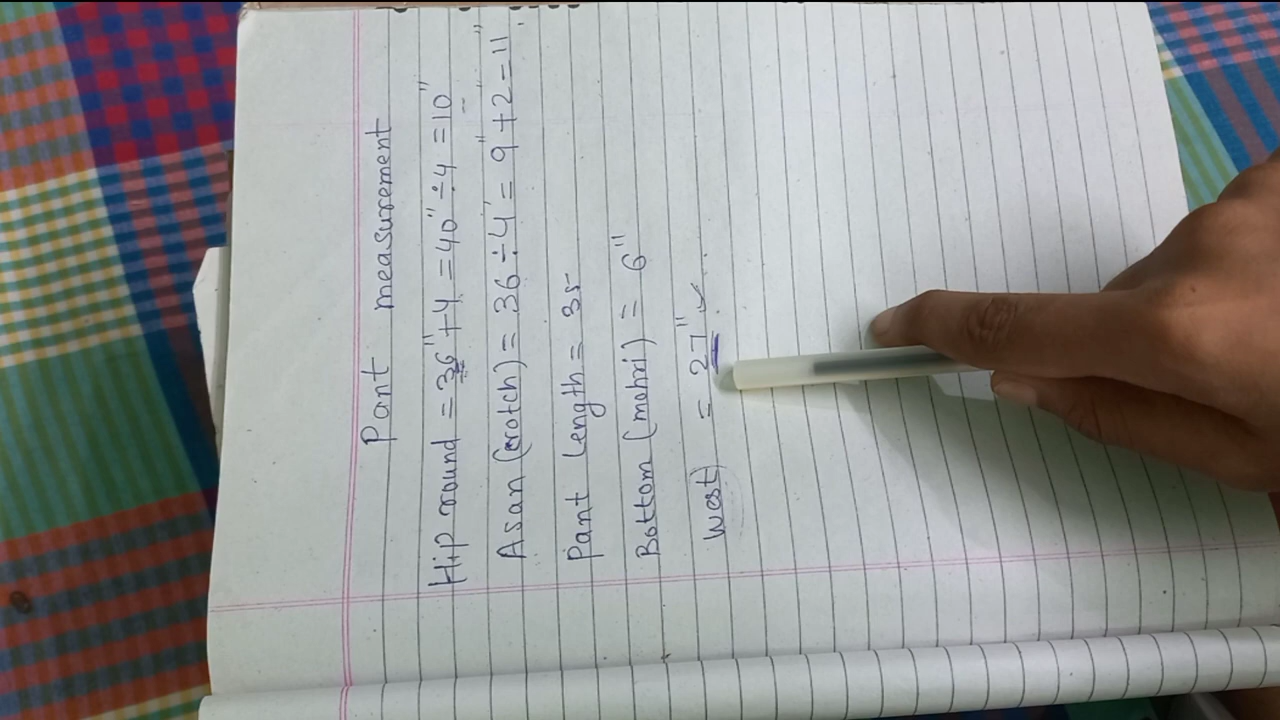 Pant measurement
Hip round = 36" + 4 = 40" ÷ 4 = 10"
Asan (crotch) = 36 ÷ 4 = 9" + 2" = 11"
Pant length = 35
Bottom (mohri) = 6"
West) = 27" ✓